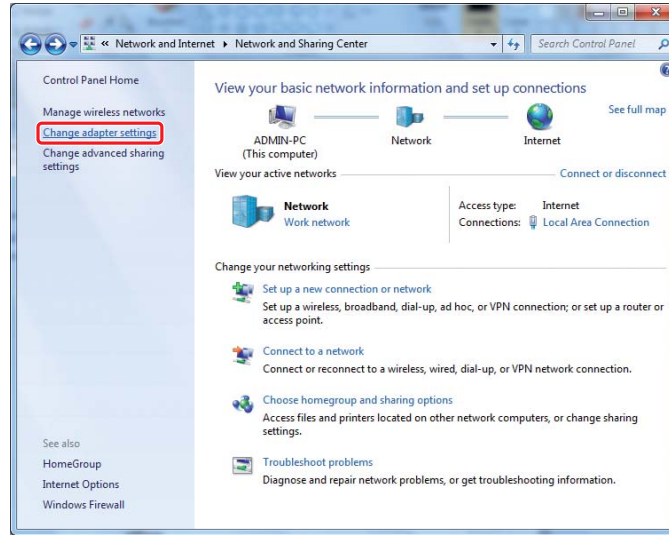 « Network and Internet ▸ Network and Sharing Center
Search Control Panel
Control Panel Home
Manage wireless networks
Change adapter settings
Change advanced sharing
settings
See also
HomeGroup
Internet Options
Windows Firewall
View your basic network information and set up connections
See full map
ADMIN-PC
(This computer)
Network
Internet
View your active networks
Connect or disconnect
Network
Work network
Access type: Internet
Connections: Local Area Connection
Change your networking settings
Set up a new connection or network
Set up a wireless, broadband, dial-up, ad hoc, or VPN connection; or set up a router or
access point.
Connect to a network
Connect or reconnect to a wireless, wired, dial-up, or VPN network connection.
Choose homegroup and sharing options
Access files and printers located on other network computers, or change sharing
settings.
Troubleshoot problems
Diagnose and repair network problems, or get troubleshooting information.